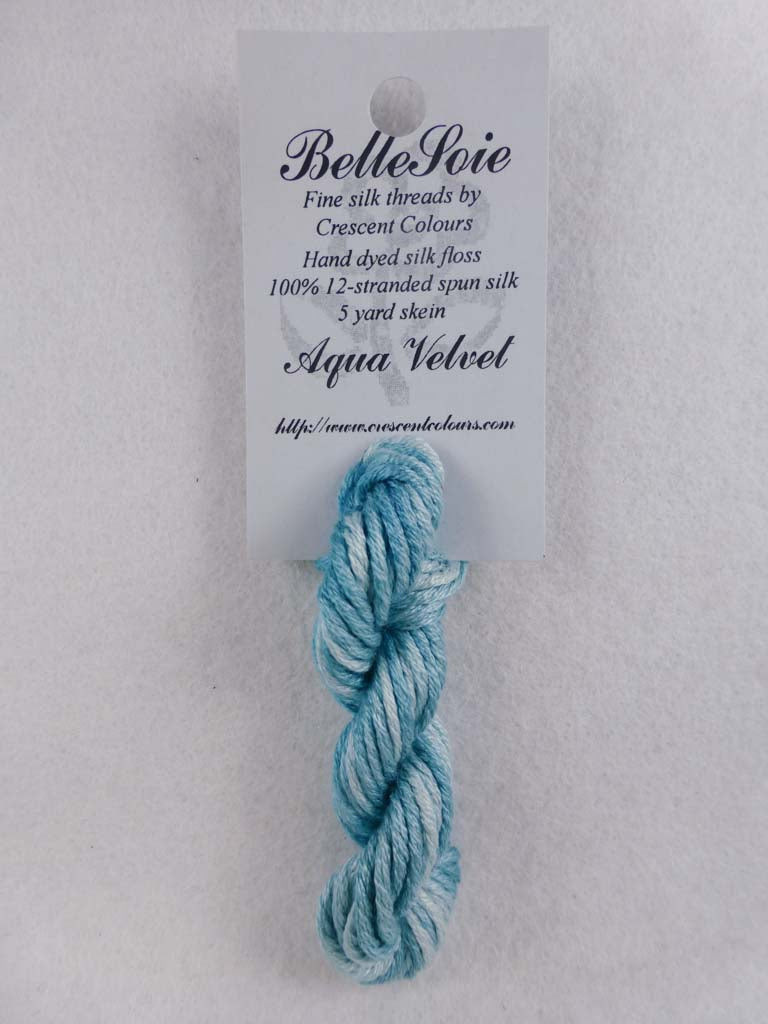 BelleSoie
Fine silk threads by
Crescent Colours
Hand dyed silk floss
100% 12-stranded spun silk
5 yard skein
Aqua Velvet
http://www.crescentcolours.com